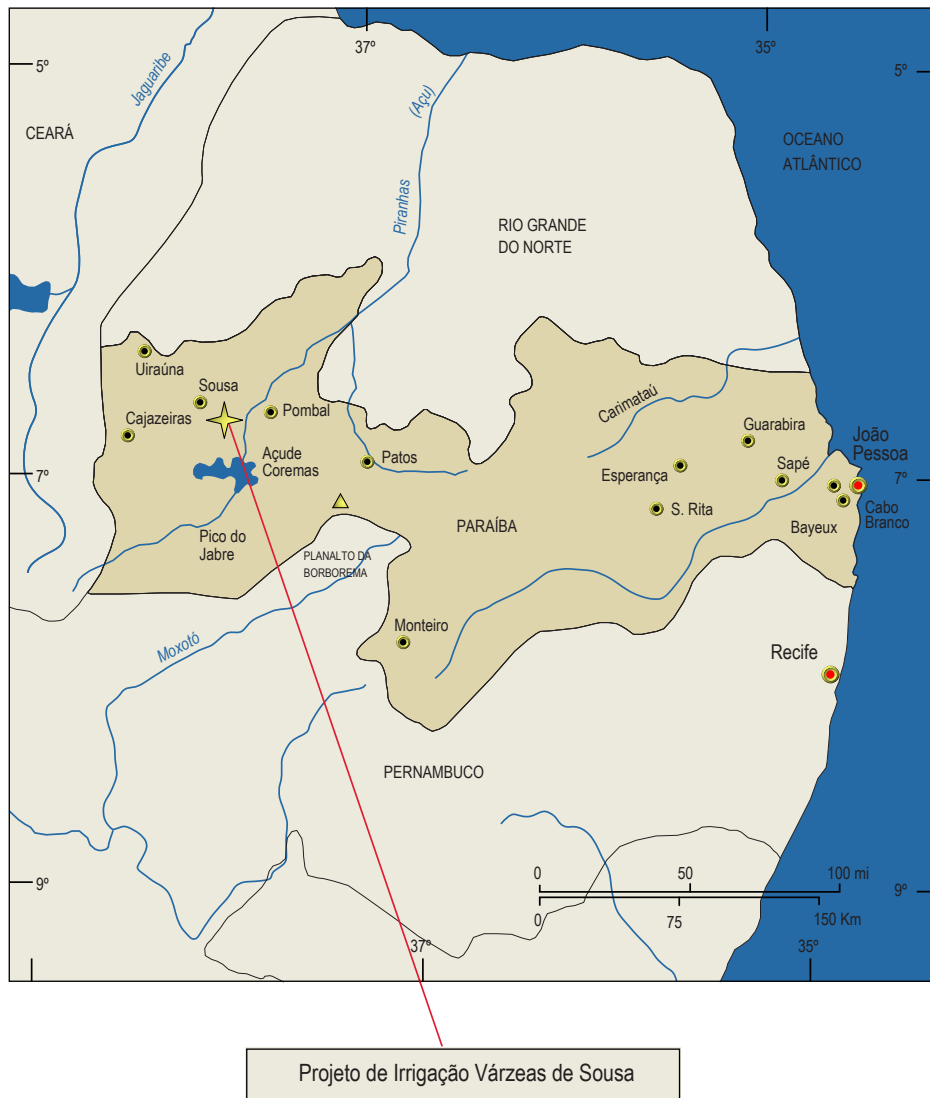 37º
35º
5º
5º
Jaguaribe
(Açu)
CEARÁ
OCEANO
ATLÂNTICO
Piranhas
RIO GRANDE
DO NORTE
Uiraúna
Sousa
Carimataú
Cajazeiras
Pombal
Guarabira
João
Pessoa
Açude
Coremas
Patos
Esperança
Sapé
7º
7º
S. Rita
Cabo
Branco
Pico do
Jabre
PARAÍBA
Bayeux
PLANALTO DA
BORBOREMA
Monteiro
Moxotó
Recife
PERNAMBUCO
0
50
100 mi
9º
9º
0
75
150 Km
37º
35º
Projeto de Irrigação Várzeas de Sousa